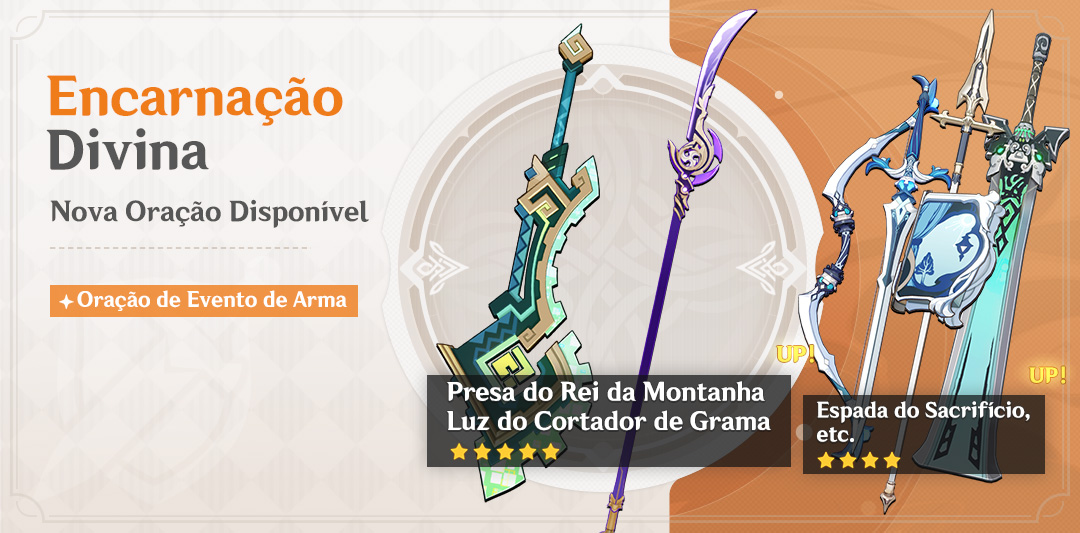 Encarnação
Divina
Nova Oração Disponível
Oração de Evento de Arma
Presa do Rei da Montanha
Luz do Cortador de Grama
UP!
Espada do Sacrifício,
etc.
UP!